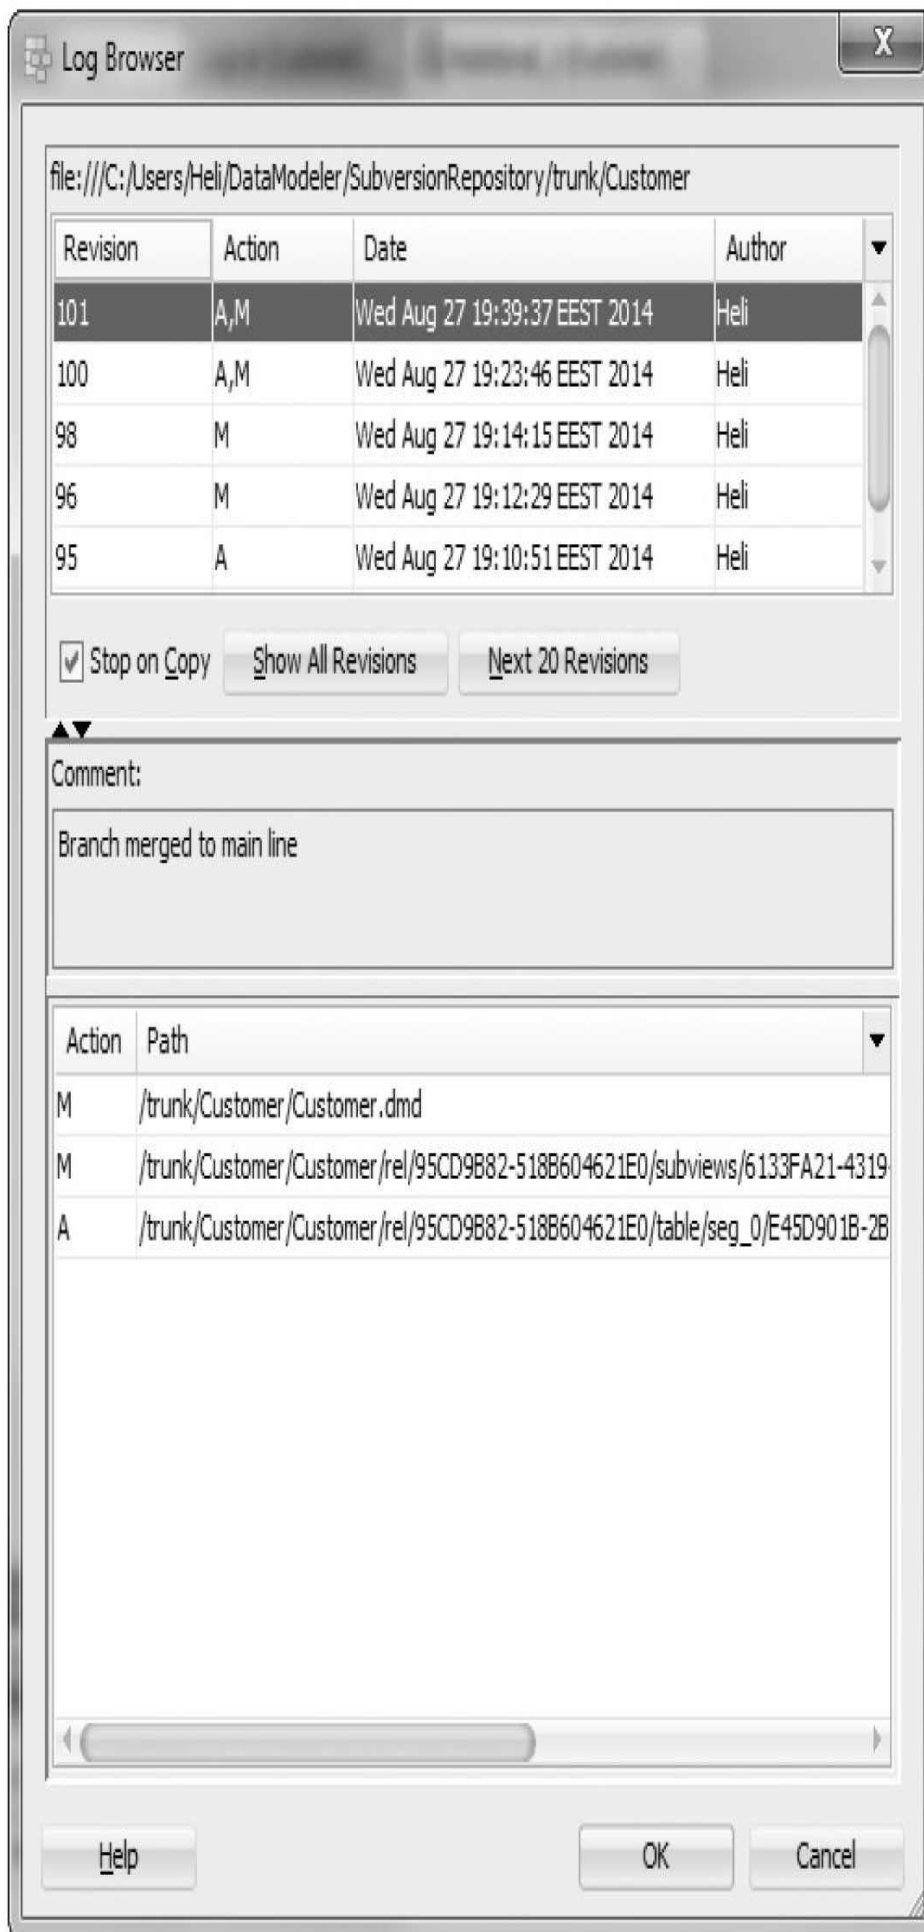 Log Browser
X
file:///C:/Users/Heli/DataModeler/SubversionRepository/trunk/Customer
Revision Action Date Author
101 A,M Wed Aug 27 19:39:37 EEST 2014 Heli
100 A,M Wed Aug 27 19:23:46 EEST 2014 Heli
98 M Wed Aug 27 19:14:15 EEST 2014 Heli
96 M Wed Aug 27 19:12:29 EEST 2014 Heli
95 A Wed Aug 27 19:10:51 EEST 2014 Heli
Stop on Copy Show All Revisions Next 20 Revisions
Comment:
Branch merged to main line
Action Path
M /trunk/Customer/Customer.dmd
M /trunk/Customer/Customer/rel/95CD9B82-518B604621E0/subviews/6133FA21-4319-
A /trunk/Customer/Customer/rel/95CD9B82-518B604621E0/table/seg_0/E45D901B-2B
Help OK Cancel